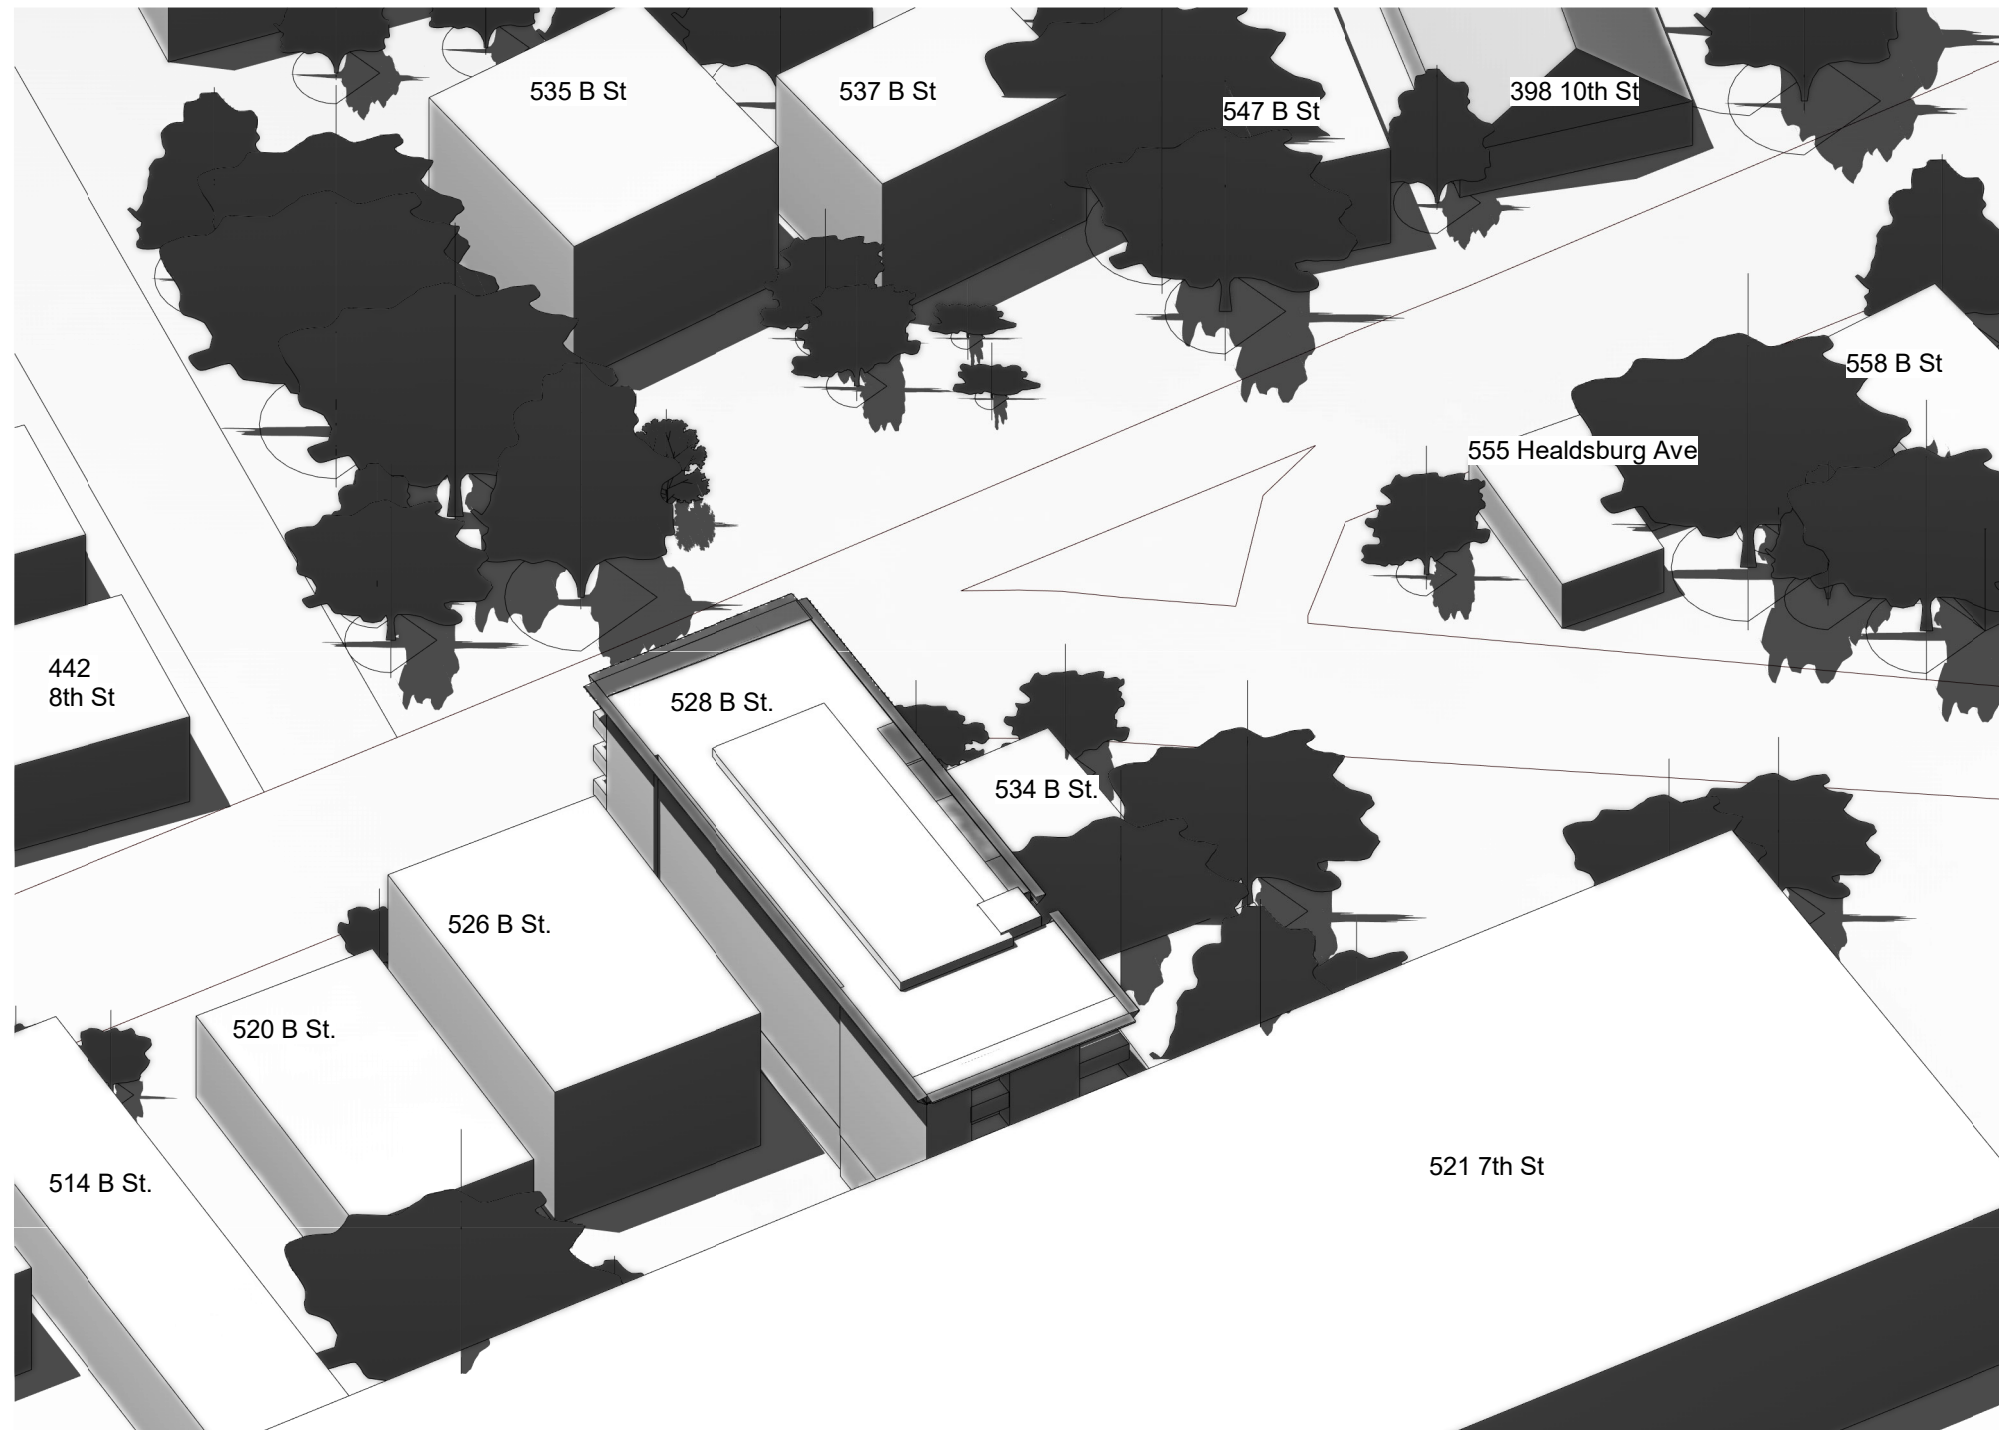 535 B St
537 B St
547 B St
398 10th St
558 B St
555 Healdsburg Ave
442
8th St
528 B St.
534 B St.
526 B St.
520 B St.
514 B St.
521 7th St